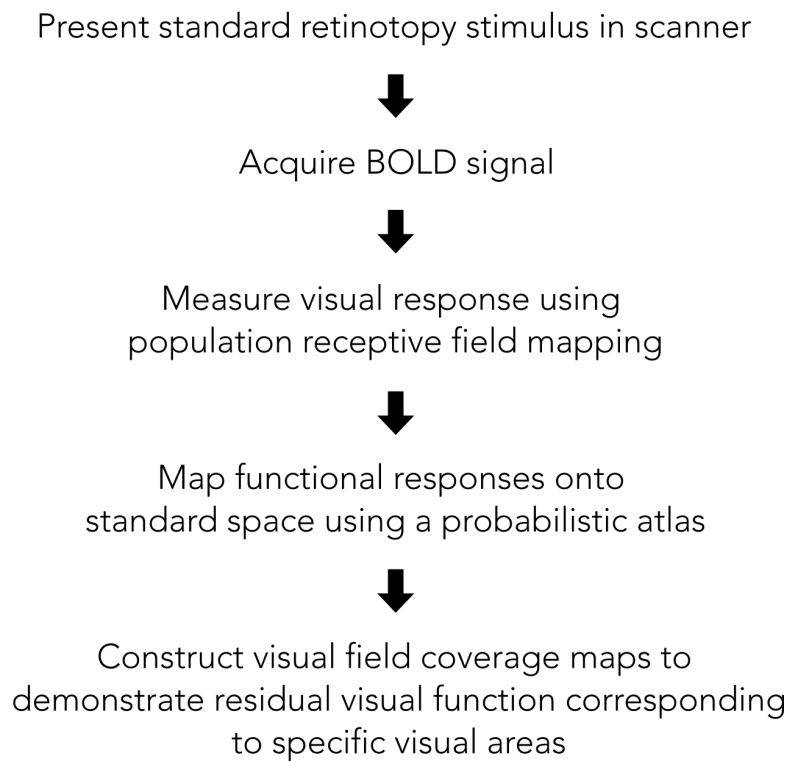 Present standard retinotopy stimulus in scanner
Acquire BOLD signal
Measure visual response using
population receptive field mapping
Map functional responses onto
standard space using a probabilistic atlas
Construct visual field coverage maps to
demonstrate residual visual function corresponding
to specific visual areas